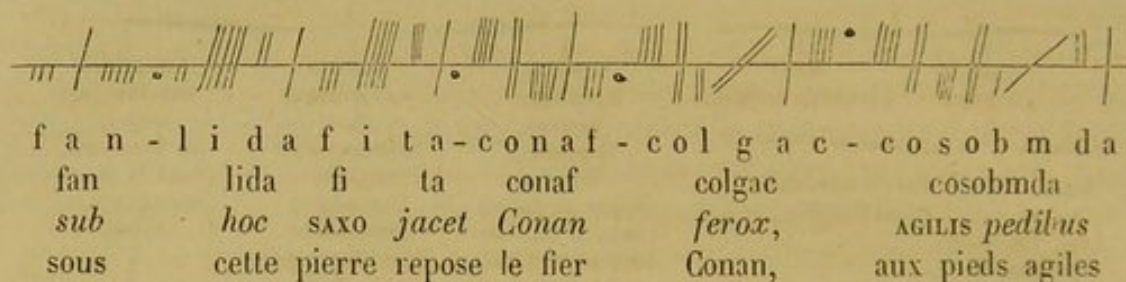 f a n - l i d a f i t a - c o n a f - c o l g a c - c o s o b m d a
fan lida fi ta conaf colgac cosobmda
sub hoc SAXO jacet Conan ferox, AGILIS pedibus
sous cette pierre repose le fier Conan, aux pieds agiles